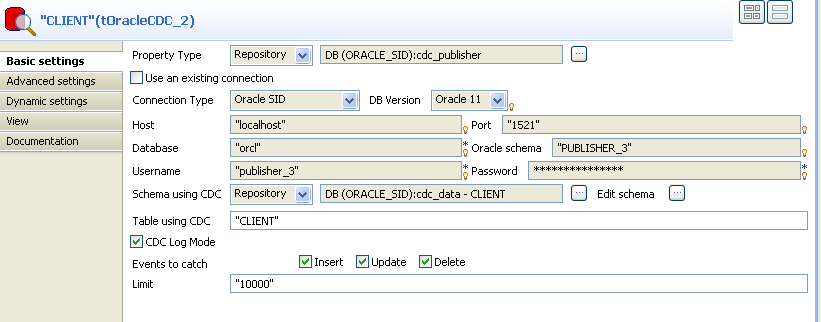 "CLIENT"(tOracleCDC_2)
Basic settings
Advanced settings
Dynamic settings
View
Documentation
Property Type Repository DB (ORACLE_SID):cdc_publisher ...
Use an existing connection
Connection Type Oracle SID DB Version Oracle 11
Host "localhost" Port "1521"
Database "orcl" * Oracle schema "PUBLISHER_3"
Username "publisher_3" * Password *************** *
Schema using CDC Repository DB (ORACLE_SID):cdc_data - CLIENT ... Edit schema ...
Table using CDC "CLIENT"
CDC Log Mode
Events to catch Insert Update Delete
Limit "10000"